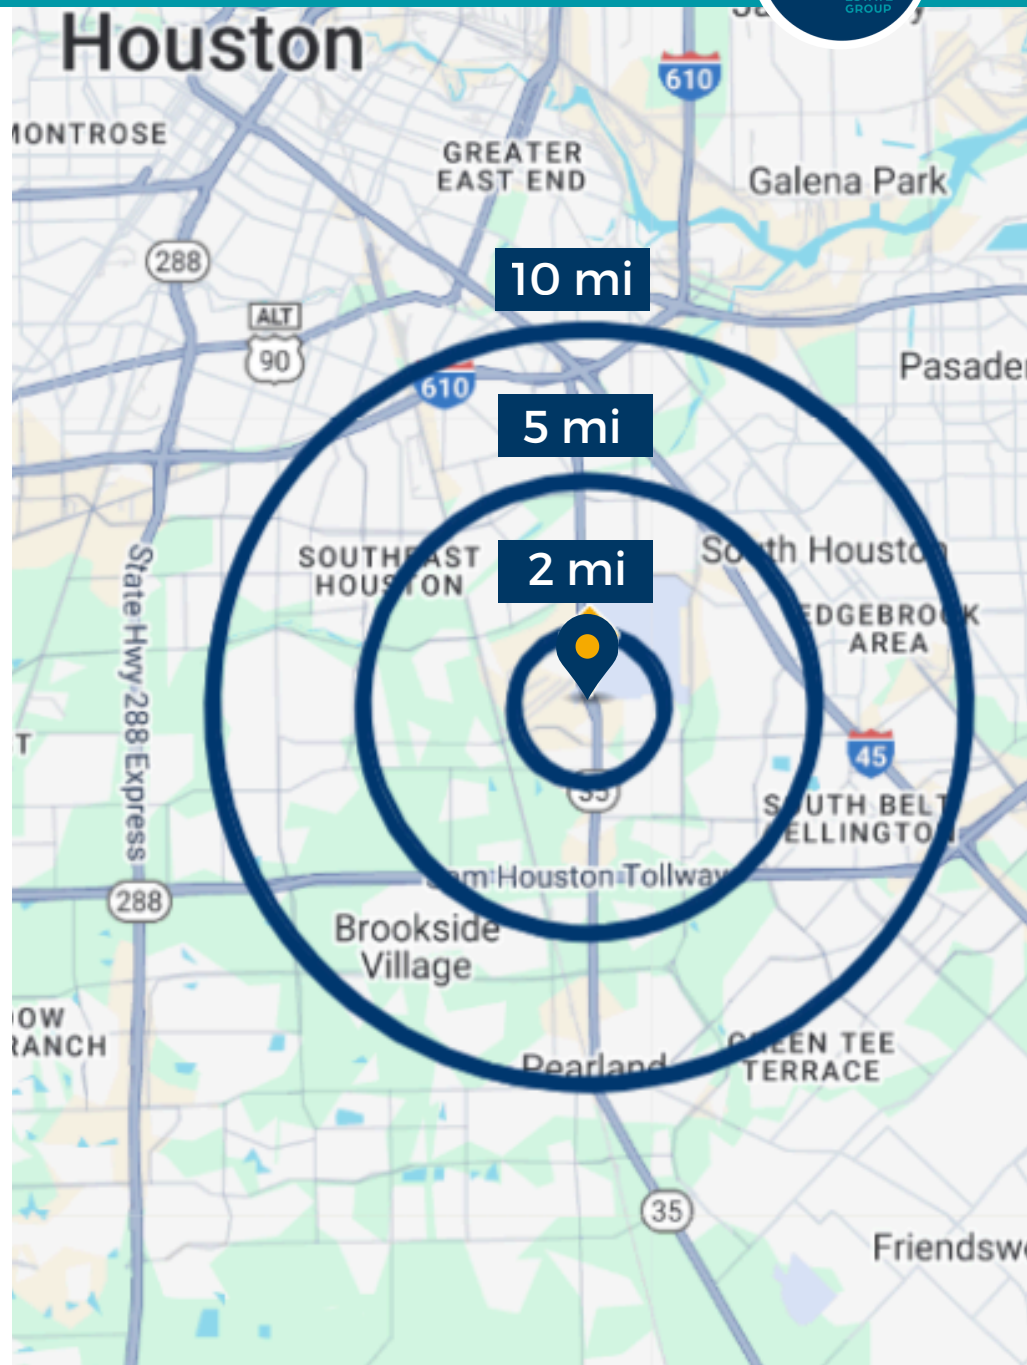 GROUP
Houston
610
MONTROSE
GREATER
EAST END
Galena Park
288
10 mi
ALT
90
610
5 mi
SOUTHEAST
HOUSTON
2 mi
South Houston
EDGEBROOK
AREA
State Hwy 288 Express
T
45
35
SOUTH BELT
ELLINGTON
Sam Houston Tollway
288
Brookside
Village
OW
RANCH
GREEN TEE
TERRACE
Pearland
35